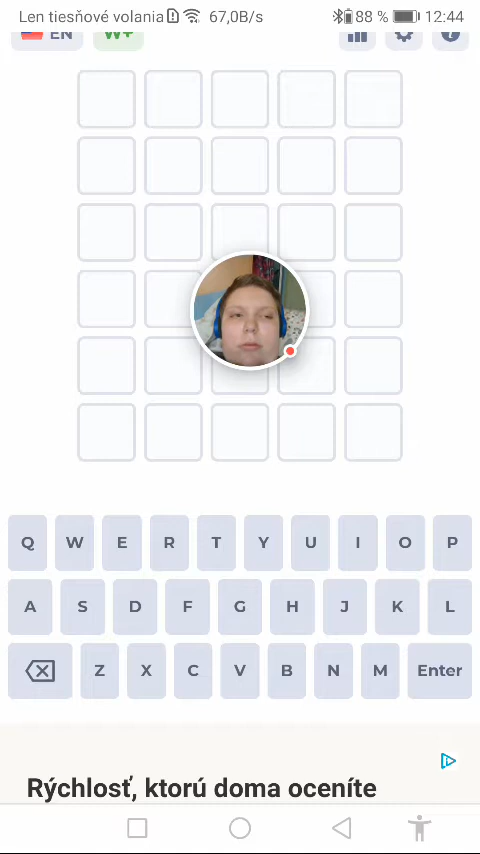 Len tiesňové volania 67,0B/s 88 % 12:44
EN W+
Q W E R T Y U I O P
A S D F G H J K L
Z X C V B N M Enter
Rýchlosť, ktorú doma oceníte